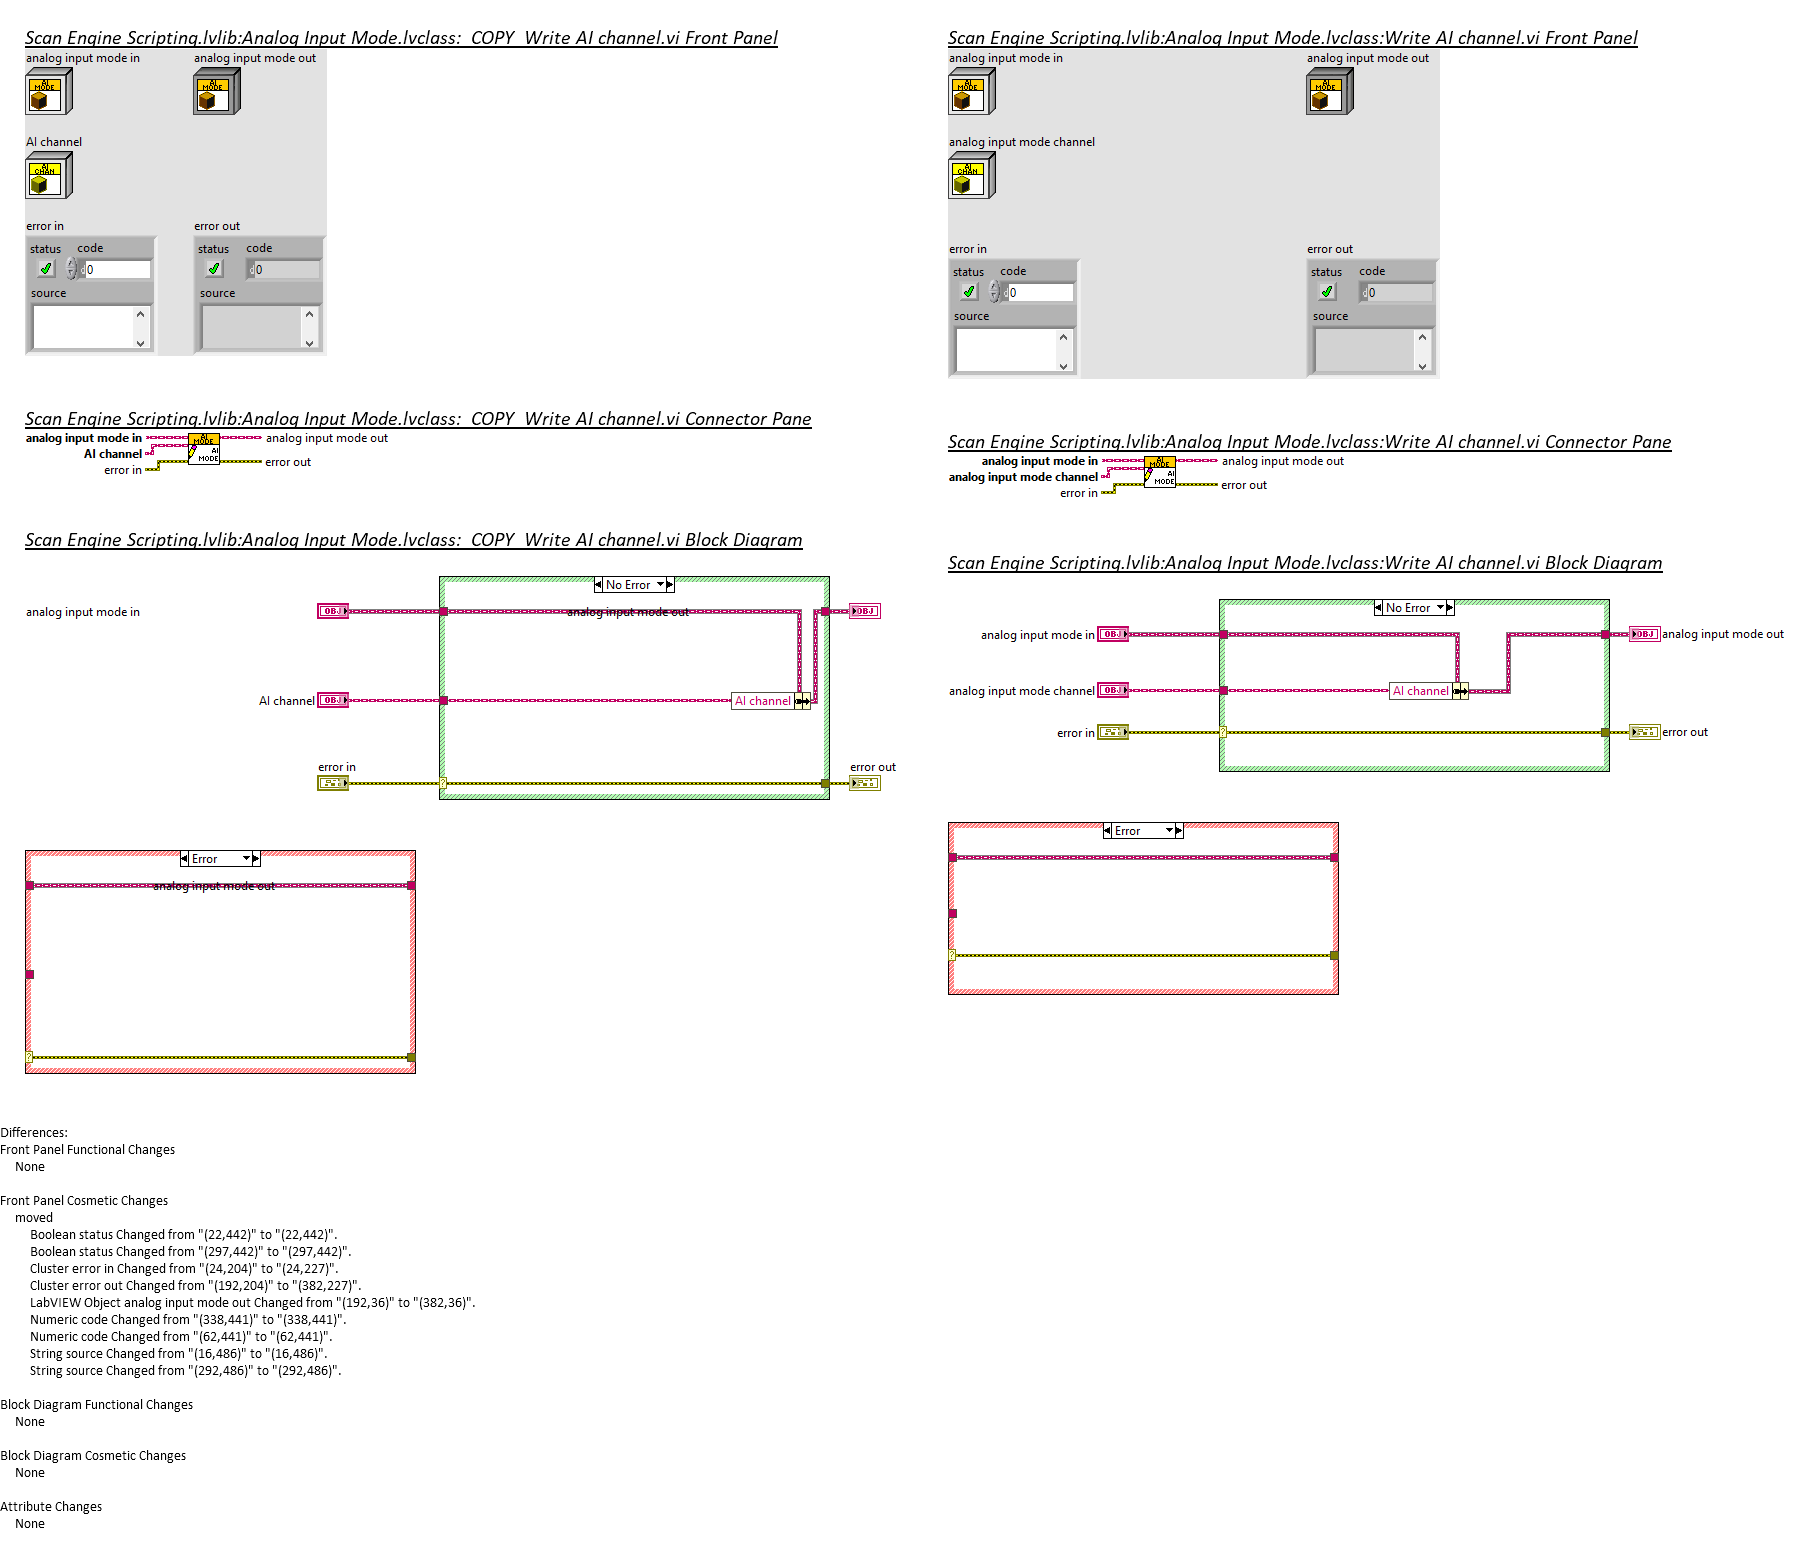 Scan Engine Scripting.lvlib:Analog Input Mode.lvclass:_COPY_Write AI channel.vi Front Panel
analog input mode in
analog input mode out
AI
MODE
AI
MODE
AI channel
AI
CHAN
error in
error out
status
code
0
source
status
code
0
source
Scan Engine Scripting.lvlib:Analog Input Mode.lvclass:_COPY_Write AI channel.vi Connector Pane
analog input mode in
AI channel
error in
AI
MODE
AI
MODE
analog input mode out
error out
Scan Engine Scripting.lvlib:Analog Input Mode.lvclass:_COPY_Write AI channel.vi Block Diagram
No Error
analog input mode in
OBJ
analog input mode out
OBJ
AI channel
OBJ
AI channel
error in
?
error out
Error
analog input mode out
?
Scan Engine Scripting.lvlib:Analog Input Mode.lvclass:Write AI channel.vi Front Panel
analog input mode in
analog input mode out
AI
MODE
AI
MODE
analog input mode channel
AI
CHAN
error in
error out
status
code
0
source
status
code
0
source
Scan Engine Scripting.lvlib:Analog Input Mode.lvclass:Write AI channel.vi Connector Pane
analog input mode in
analog input mode channel
error in
AI
MODE
AI
MODE
analog input mode out
error out
Scan Engine Scripting.lvlib:Analog Input Mode.lvclass:Write AI channel.vi Block Diagram
No Error
analog input mode in
OBJ
OBJ
analog input mode out
analog input mode channel
OBJ
AI channel
error in
?
error out
Error
?
Differences:
Front Panel Functional Changes
None
Front Panel Cosmetic Changes
moved
Boolean status Changed from "(22,442)" to "(22,442)".
Boolean status Changed from "(297,442)" to "(297,442)".
Cluster error in Changed from "(24,204)" to "(24,227)".
Cluster error out Changed from "(192,204)" to "(382,227)".
LabVIEW Object analog input mode out Changed from "(192,36)" to "(382,36)".
Numeric code Changed from "(338,441)" to "(338,441)".
Numeric code Changed from "(62,441)" to "(62,441)".
String source Changed from "(16,486)" to "(16,486)".
String source Changed from "(292,486)" to "(292,486)".
Block Diagram Functional Changes
None
Block Diagram Cosmetic Changes
None
Attribute Changes
None